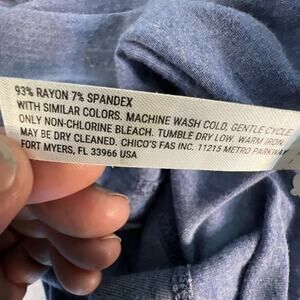 93% RAYON 7% SPANDEX
WITH SIMILAR COLORS. MACHINE WASH COLD, GENTLE CYCLE
ONLY NON-CHLORINE BLEACH. TUMBLE DRY LOW. WARM IRON.
MAY BE DRY CLEANED. CHICO'S FAS INC. 11215 METRO PARKWAY
FORT MYERS, FL 33966 USA